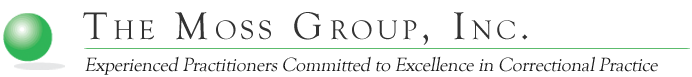 The Moss Group, Inc.
Experienced Practitioners Committed to Excellence in Correctional Practice